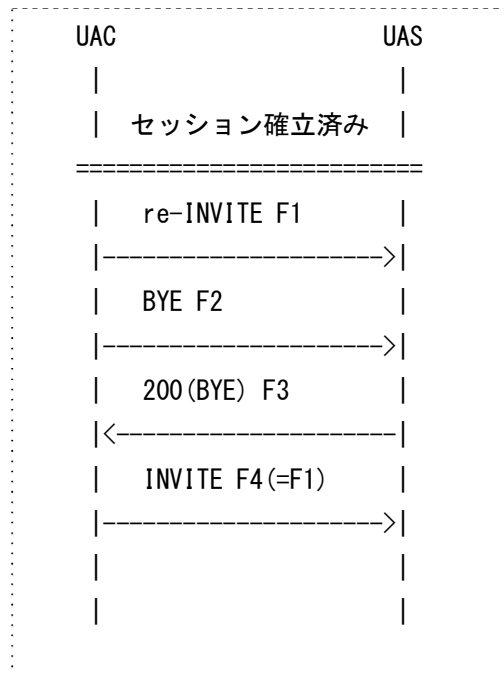 UAC UAS
| |
| セッション確立済み |
==========================
| re-INVITE F1 |
|--------------------->|
| BYE F2 |
|--------------------->|
| 200(BYE) F3 |
|<---------------------|
| INVITE F4(=F1) |
|--------------------->|
| |
| |